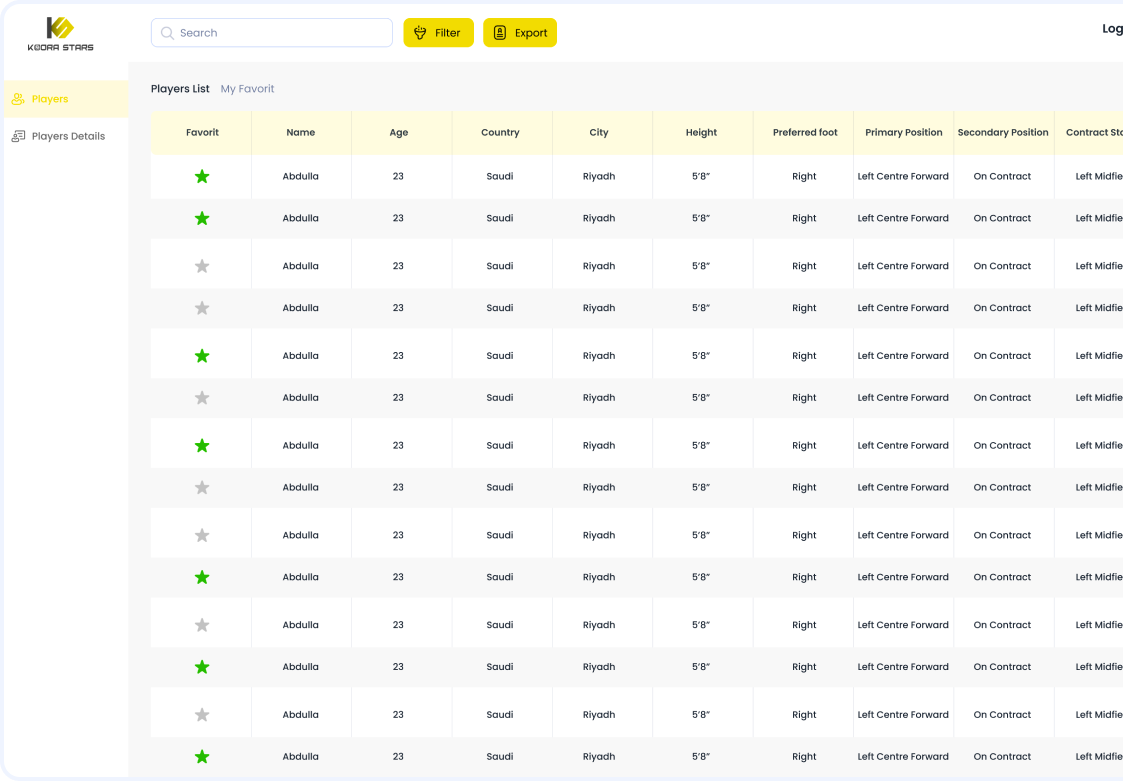 KOORA STARS
Search
Filter
Export
Log
Players
Players Details
Players List My Favorit
Favorit Name Age Country City Height Preferred foot Primary Position Secondary Position Contract Sta
Abdulla 23 Saudi Riyadh 5’8” Right Left Centre Forward On Contract Left Midfie
Abdulla 23 Saudi Riyadh 5’8” Right Left Centre Forward On Contract Left Midfie
Abdulla 23 Saudi Riyadh 5’8” Right Left Centre Forward On Contract Left Midfie
Abdulla 23 Saudi Riyadh 5’8” Right Left Centre Forward On Contract Left Midfie
Abdulla 23 Saudi Riyadh 5’8” Right Left Centre Forward On Contract Left Midfie
Abdulla 23 Saudi Riyadh 5’8” Right Left Centre Forward On Contract Left Midfie
Abdulla 23 Saudi Riyadh 5’8” Right Left Centre Forward On Contract Left Midfie
Abdulla 23 Saudi Riyadh 5’8” Right Left Centre Forward On Contract Left Midfie
Abdulla 23 Saudi Riyadh 5’8” Right Left Centre Forward On Contract Left Midfie
Abdulla 23 Saudi Riyadh 5’8” Right Left Centre Forward On Contract Left Midfie
Abdulla 23 Saudi Riyadh 5’8” Right Left Centre Forward On Contract Left Midfie
Abdulla 23 Saudi Riyadh 5’8” Right Left Centre Forward On Contract Left Midfie
Abdulla 23 Saudi Riyadh 5’8” Right Left Centre Forward On Contract Left Midfie
Abdulla 23 Saudi Riyadh 5’8” Right Left Centre Forward On Contract Left Midfie